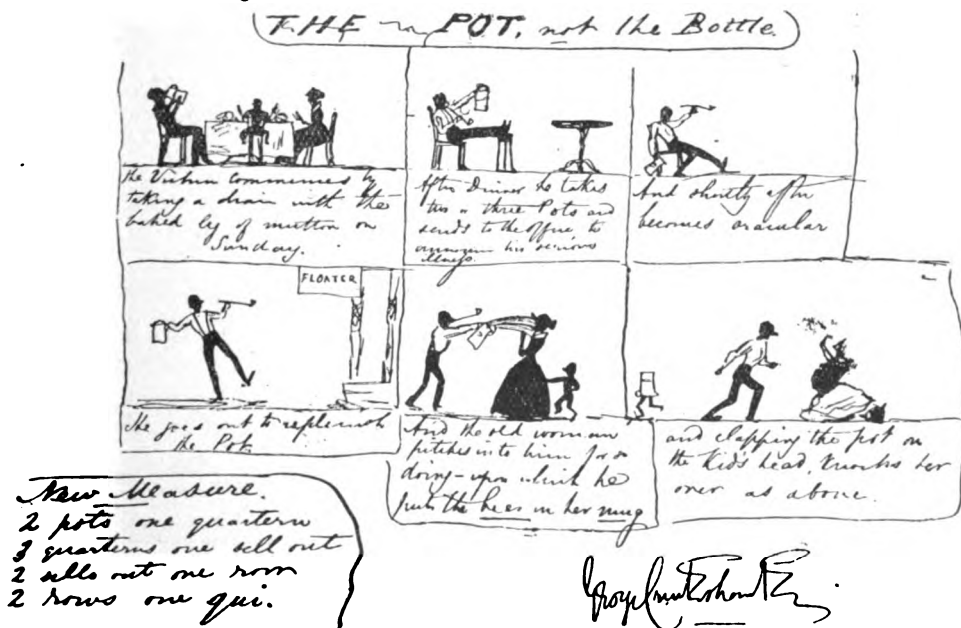 THE POT, not the Bottle.
The Victim commences by
taking a drain with the
baked leg of mutton on
Sunday.
After Dinner he takes
two or three Pots and
sends to the office to
announce his serious
illness.
And shortly after
becomes oracular
FLOATER
He goes out to replenish
the Pot.
And the old woman
pitches into him for so
doing - upon which he
puts the bees in her mug
and clapping the pot on
the Kid's head, knocks her
over as above.
New Measure.
2 pots one quartern
3 quarterns one sell out
2 sells out one row
2 rows one qui.